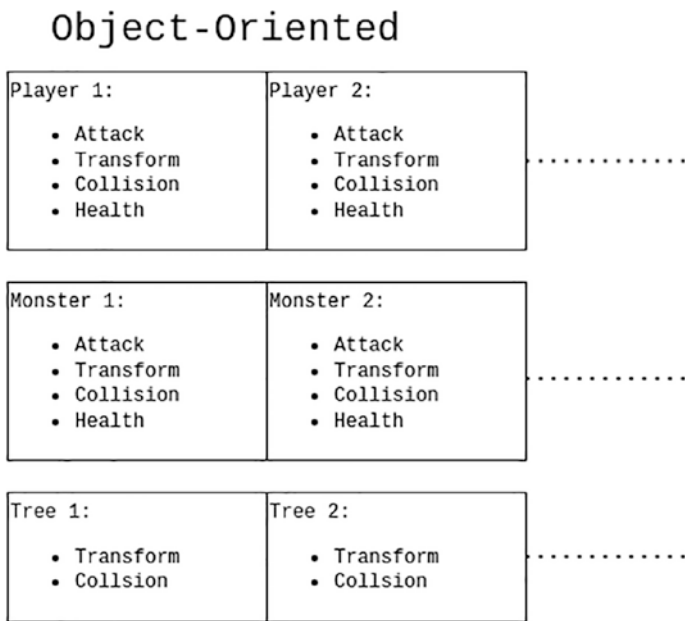 Object-Oriented
Player 1:
• Attack
• Transform
• Collision
• Health
Player 2:
• Attack
• Transform
• Collision
• Health
Monster 1:
• Attack
• Transform
• Collision
• Health
Monster 2:
• Attack
• Transform
• Collision
• Health
Tree 1:
• Transform
• Collsion
Tree 2:
• Transform
• Collsion